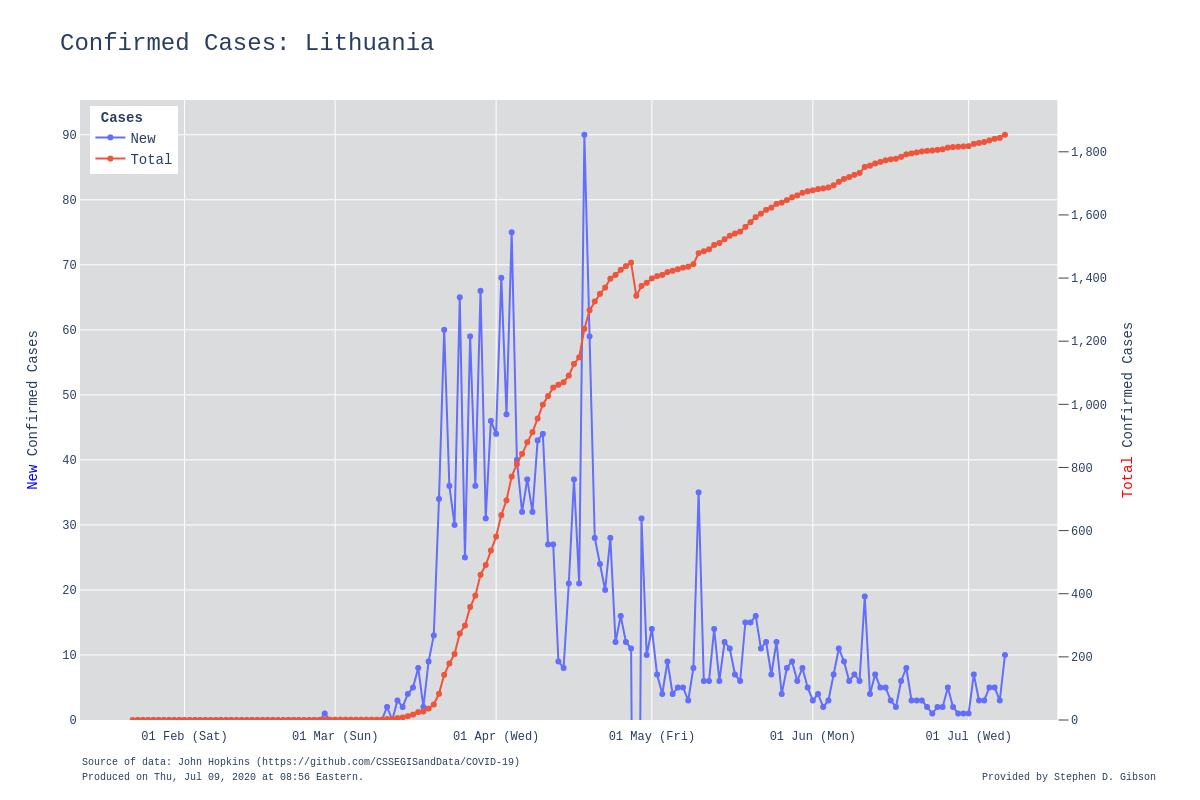 Confirmed Cases: Lithuania
Cases
New
Total
90
80
70
60
50
40
30
20
10
0
1,800
1,600
1,400
1,200
1,000
800
600
400
200
0
New Confirmed Cases
Total Confirmed Cases
01 Feb (Sat)
01 Mar (Sun)
01 Apr (Wed)
01 May (Fri)
01 Jun (Mon)
01 Jul (Wed)
Source of data: John Hopkins (https://github.com/CSSEGISandData/COVID-19)
Produced on Thu, Jul 09, 2020 at 08:56 Eastern.
Provided by Stephen D. Gibson